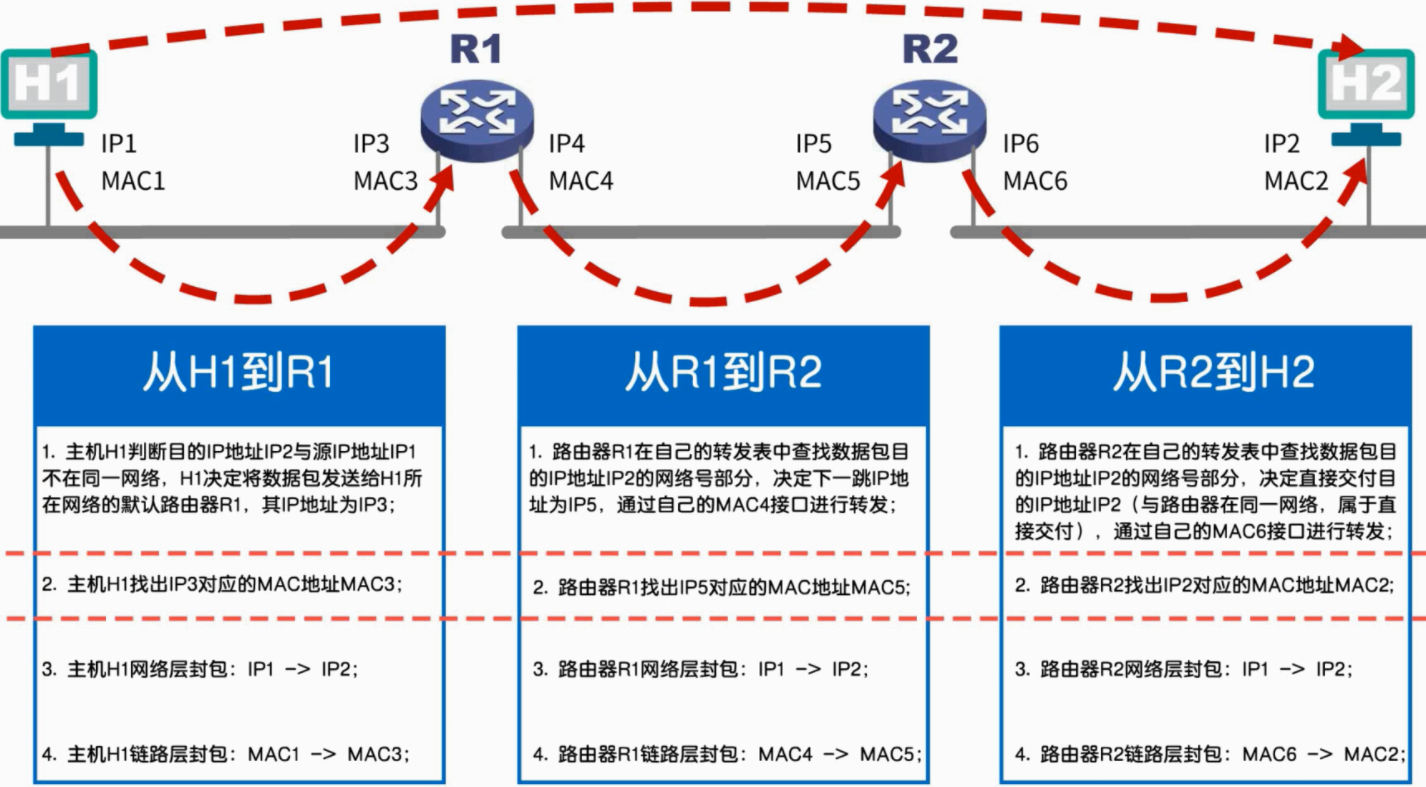 R1
R2
H1
H2
IP1
IP3
IP4
IP5
IP6
IP2
MAC1
MAC3
MAC4
MAC5
MAC6
MAC2
从H1到R1
1. 主机H1判断目的IP地址IP2与源IP地址IP1
不在同一网络，H1决定将数据包发送给H1所
在网络的默认路由器R1，其IP地址为IP3；
2. 主机H1找出IP3对应的MAC地址MAC3；
3. 主机H1网络层封包：IP1 -> IP2；
4. 主机H1链路层封包：MAC1 -> MAC3；
从R1到R2
1. 路由器R1在自己的转发表中查找数据包目
的IP地址IP2的网络号部分，决定下一跳IP地
址为IP5，通过自己的MAC4接口进行转发；
2. 路由器R1找出IP5对应的MAC地址MAC5;
3. 路由器R1网络层封包：IP1 -> IP2；
4. 路由器R1链路层封包：MAC4 -> MAC5；
从R2到H2
1. 路由器R2在自己的转发表中查找数据包目
的IP地址IP2的网络号部分，决定直接交付目
的IP地址IP2（与路由器在同一网络，属于直
接交付），通过自己的MAC6接口进行转发；
2. 路由器R2找出IP2对应的MAC地址MAC2;
3. 路由器R2网络层封包：IP1 -> IP2；
4. 路由器R2链路层封包：MAC6 -> MAC2；